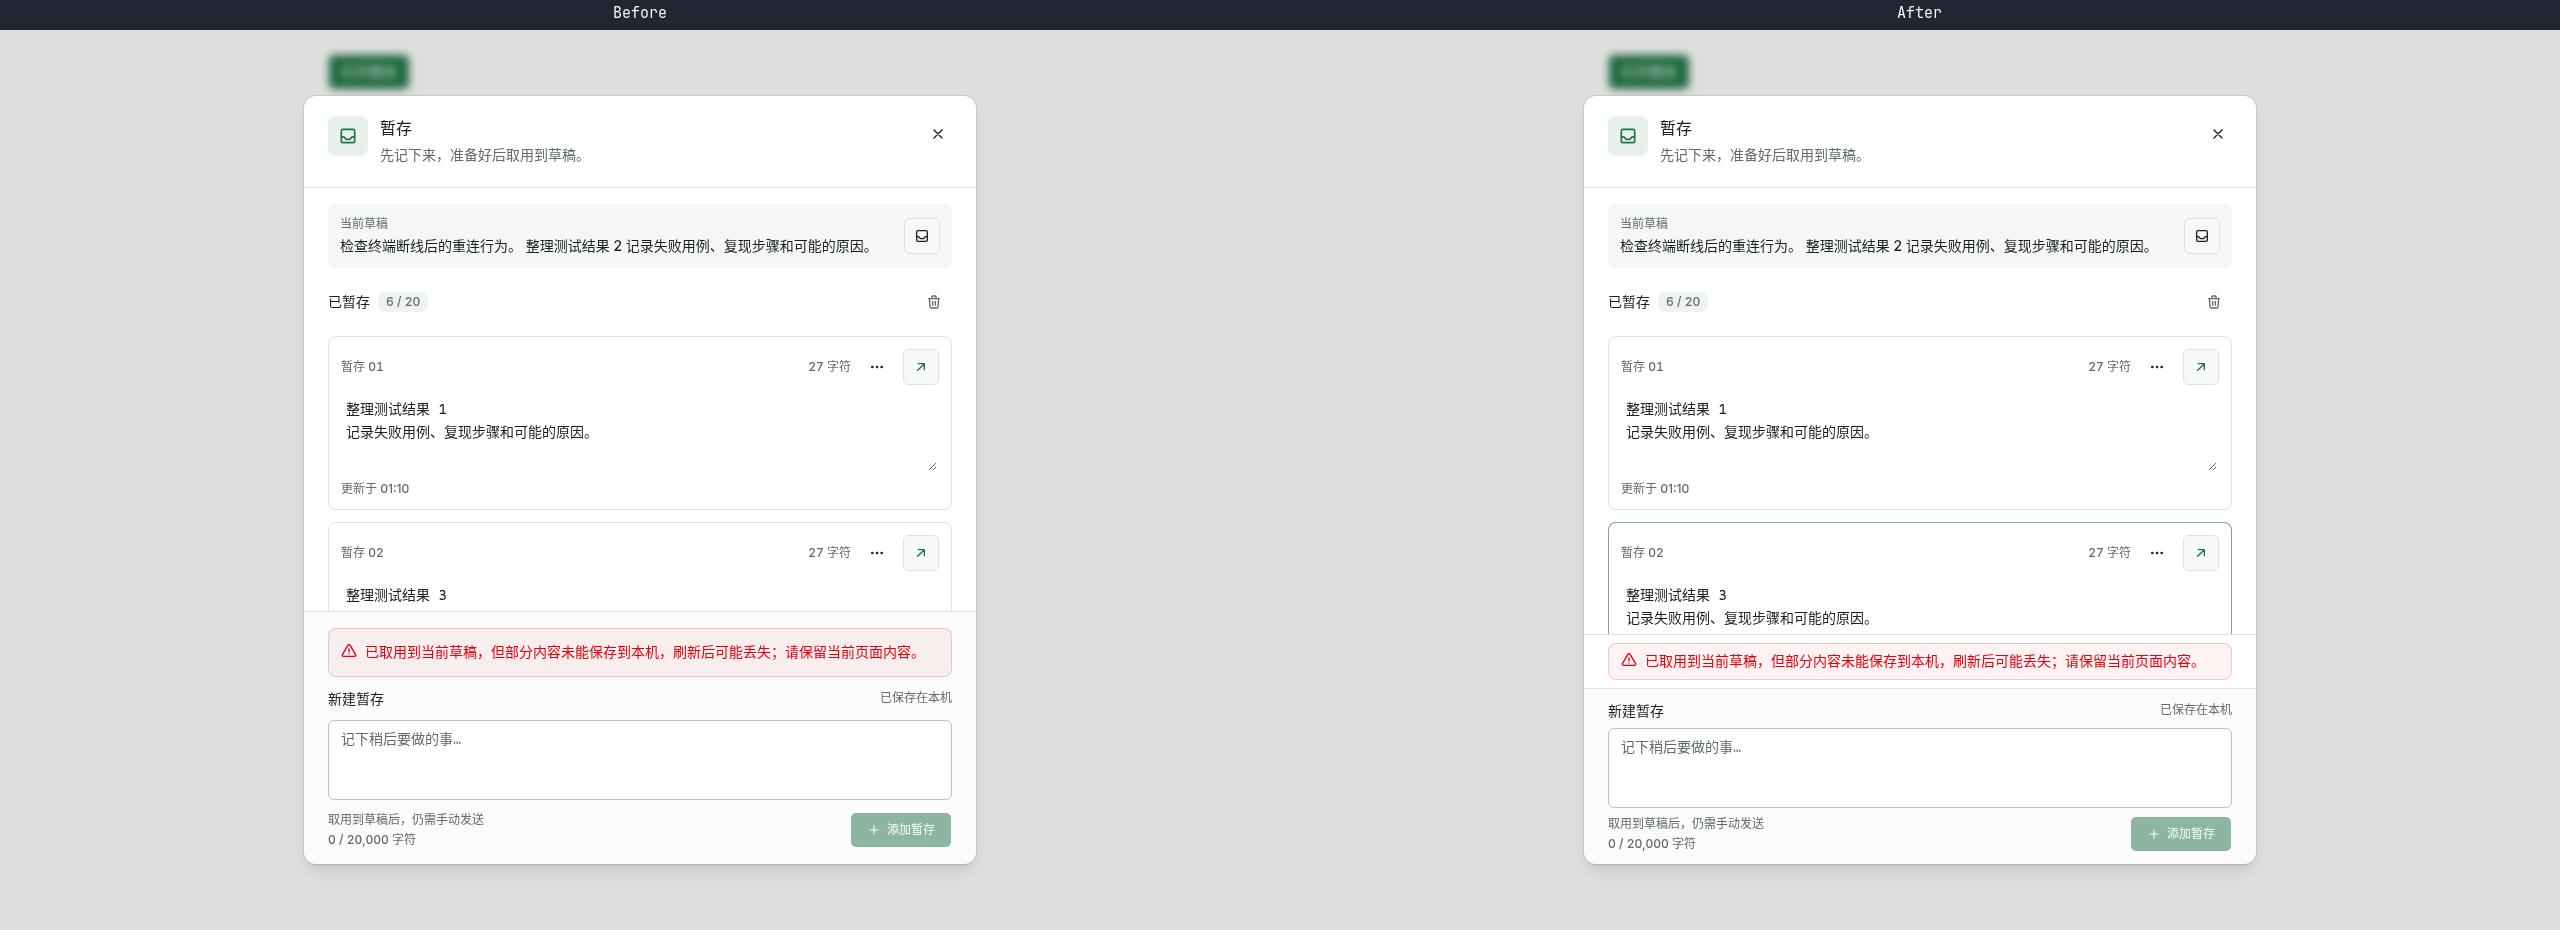 Before
暂存
先记下来，准备好后取用到草稿。
当前草稿
检查终端断线后的重连行为。 整理测试结果 2 记录失败用例、复现步骤和可能的原因。
已暂存 6 / 20
暂存 01 27 字符
整理测试结果 1
记录失败用例、复现步骤和可能的原因。
更新于 01:10
暂存 02 27 字符
整理测试结果 3
已取用到当前草稿，但部分内容未能保存到本机，刷新后可能丢失；请保留当前页面内容。
新建暂存 已保存在本机
记下稍后要做的事…
取用到草稿后，仍需手动发送
0 / 20,000 字符
添加暂存
After
暂存
先记下来，准备好后取用到草稿。
当前草稿
检查终端断线后的重连行为。 整理测试结果 2 记录失败用例、复现步骤和可能的原因。
已暂存 6 / 20
暂存 01 27 字符
整理测试结果 1
记录失败用例、复现步骤和可能的原因。
更新于 01:10
暂存 02 27 字符
整理测试结果 3
记录失败用例、复现步骤和可能的原因。
已取用到当前草稿，但部分内容未能保存到本机，刷新后可能丢失；请保留当前页面内容。
新建暂存 已保存在本机
记下稍后要做的事…
取用到草稿后，仍需手动发送
0 / 20,000 字符
添加暂存